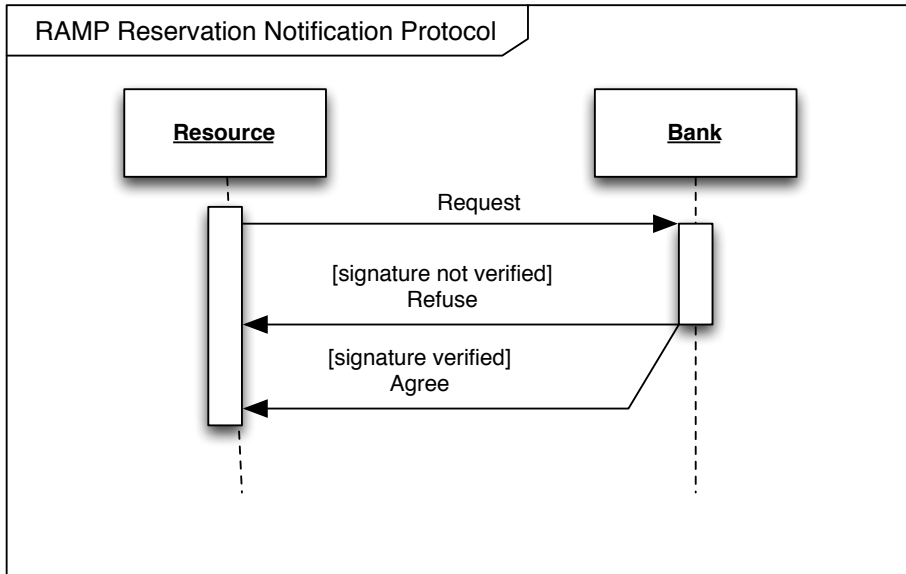 RAMP Reservation Notification Protocol
Resource
Bank
Request
[signature not verified]
Refuse
[signature verified]
Agree